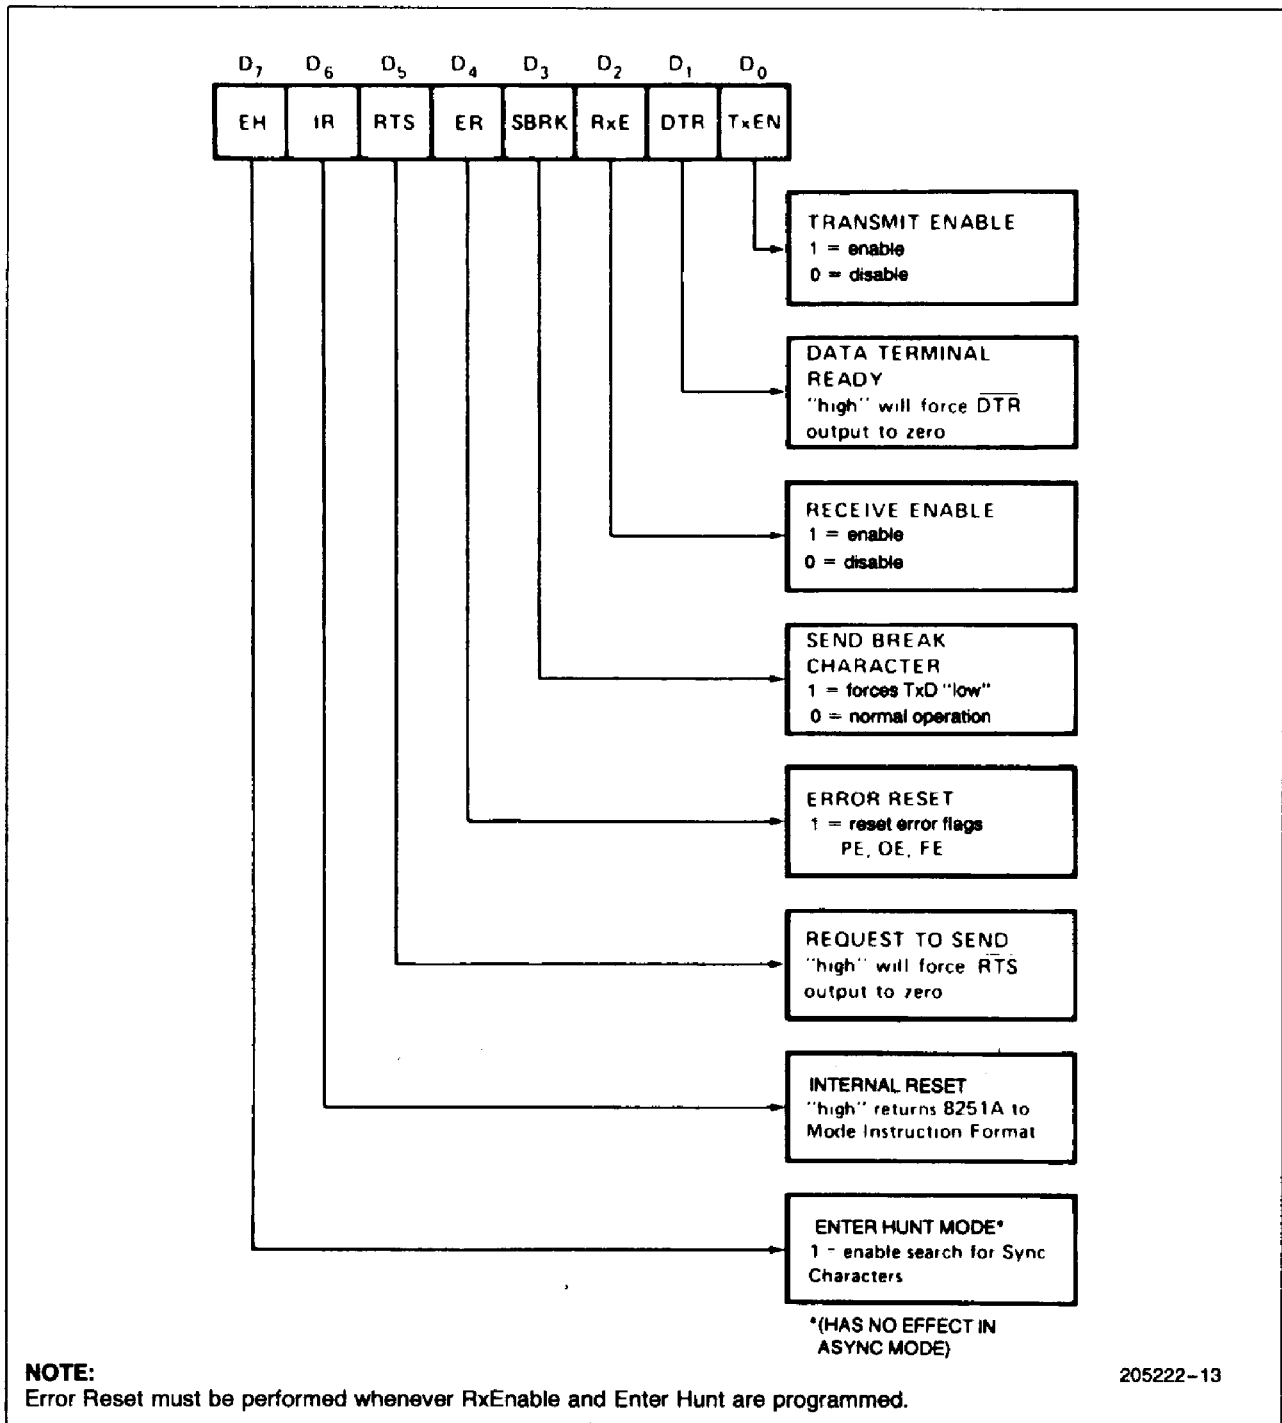 D7 D6 D5 D4 D3 D2 D1 D0
EH IR RTS ER SBRK RxE DTR TxEN
TRANSMIT ENABLE
1 = enable
0 = disable
DATA TERMINAL
READY
"high" will force D̅T̅R̅
output to zero
RECEIVE ENABLE
1 = enable
0 = disable
SEND BREAK
CHARACTER
1 = forces TxD "low"
0 = normal operation
ERROR RESET
1 = reset error flags
PE, OE, FE
REQUEST TO SEND
"high" will force R̅T̅S̅
output to zero
INTERNAL RESET
"high" returns 8251A to
Mode Instruction Format
ENTER HUNT MODE*
1 = enable search for Sync
Characters
*(HAS NO EFFECT IN
ASYNC MODE)
NOTE:
205222-13
Error Reset must be performed whenever RxEnable and Enter Hunt are programmed.